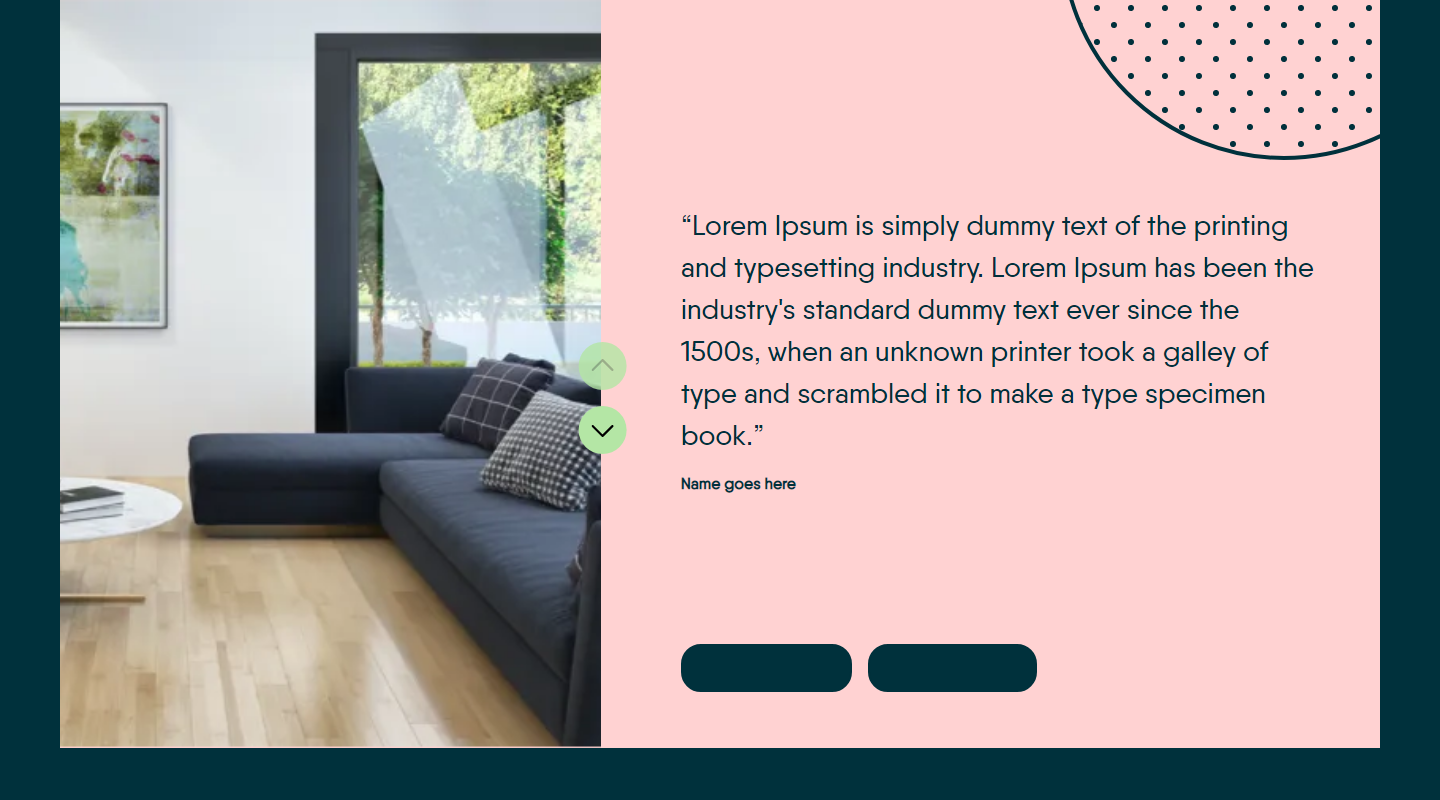 “Lorem Ipsum is simply dummy text of the printing
and typesetting industry. Lorem Ipsum has been the
industry's standard dummy text ever since the
1500s, when an unknown printer took a galley of
type and scrambled it to make a type specimen
book.”
Name goes here